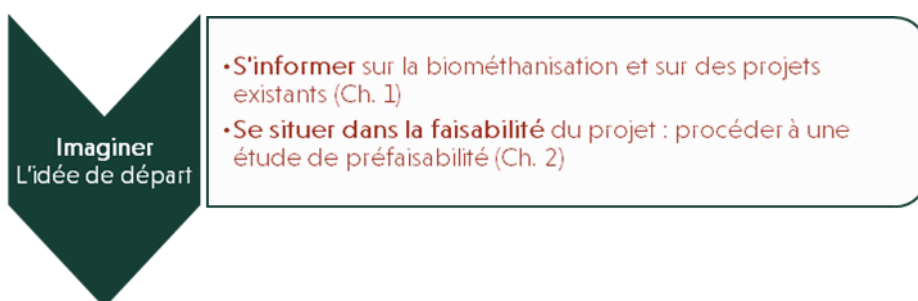 Imaginer
L'idée de départ
•S'informer sur la biométhanisation et sur des projets
existants (Ch. 1)
•Se situer dans la faisabilité du projet : procéder à une
étude de préfaisabilité (Ch. 2)